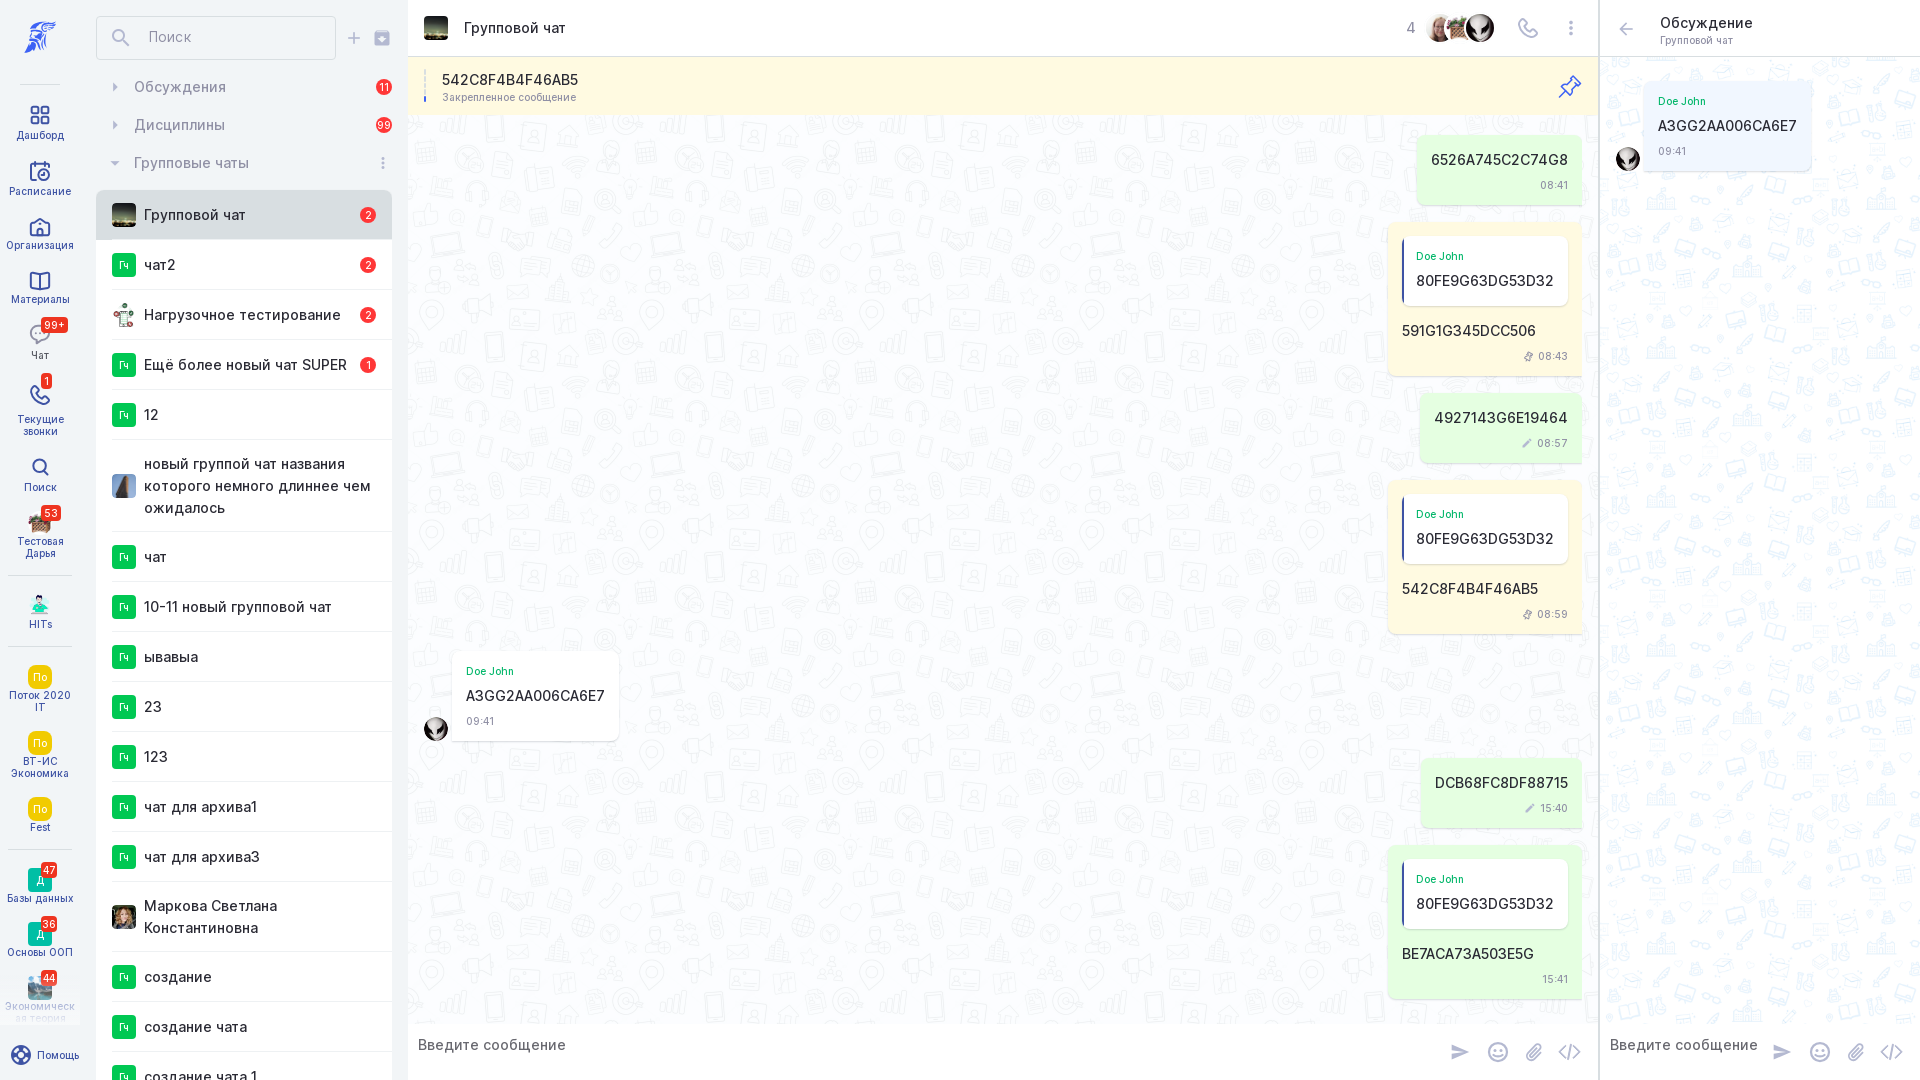 Дашборд
Расписание
Организация
Материалы
99+
Чат
1
Текущие
звонки
Поиск
53
Тестовая
Дарья
HITs
По
Поток 2020
IT
По
ВТ-ИС
Экономика
По
Fest
47
Д
Базы данных
36
Д
Основы ООП
44
Экономическ
ая теория
Помощь
Поиск
Обсуждения
11
Дисциплины
99
Групповые чаты
Групповой чат
2
Гч
чат2
2
Нагрузочное тестирование
2
Гч
Ещё более новый чат SUPER
1
Гч
12
новый группой чат названия
которого немного длиннее чем
ожидалось
Гч
чат
Гч
10-11 новый групповой чат
Гч
ывавыа
Гч
23
Гч
123
Гч
чат для архива1
Гч
чат для архива3
Маркова Светлана
Константиновна
Гч
создание
Гч
создание чата
Гч
создание чата 1
Групповой чат
4
542C8F4B4F46AB5
Закрепленное сообщение
6526A745C2C74G8
08:41
Doe John
80FE9G63DG53D32
591G1G345DCC506
08:43
4927143G6E19464
08:57
Doe John
80FE9G63DG53D32
542C8F4B4F46AB5
08:59
Doe John
A3GG2AA006CA6E7
09:41
DCB68FC8DF88715
15:40
Doe John
80FE9G63DG53D32
BE7ACA73A503E5G
15:41
Введите сообщение
Обсуждение
Групповой чат
Doe John
A3GG2AA006CA6E7
09:41
Введите сообщение